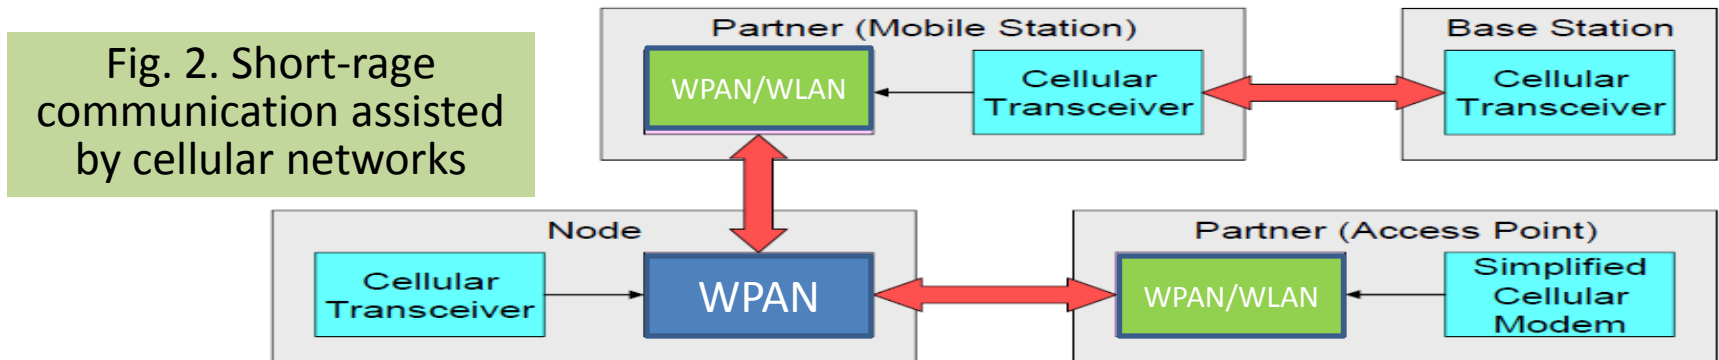 Fig. 2. Short-rage
communication assisted
by cellular networks
Partner (Mobile Station)
WPAN/WLAN
Cellular
Transceiver
Base Station
Cellular
Transceiver
Node
Cellular
Transceiver
WPAN
Partner (Access Point)
WPAN/WLAN
Simplified
Cellular
Modem